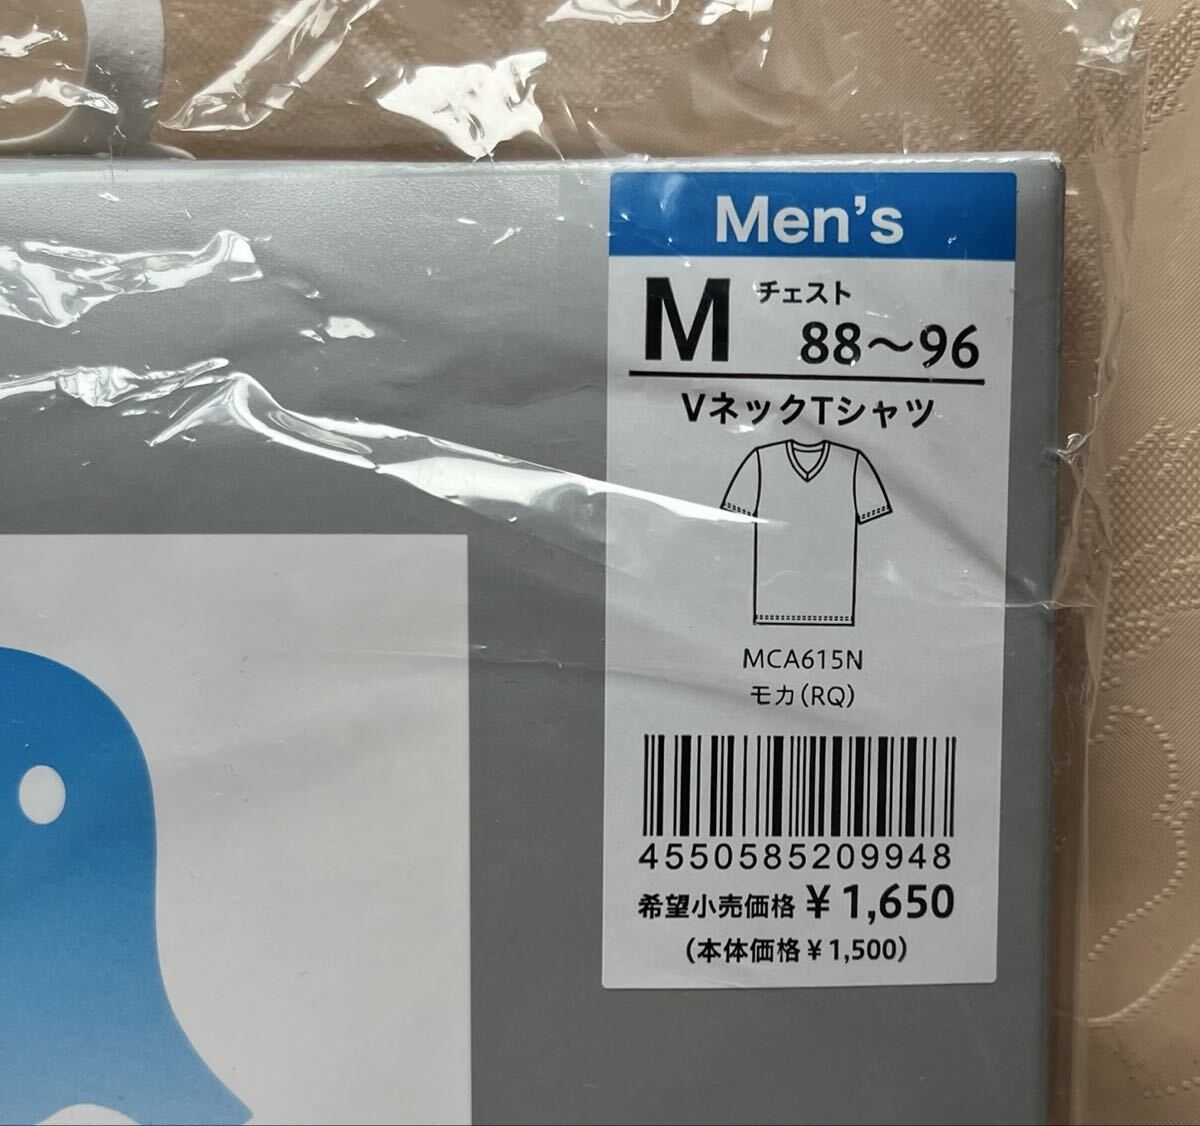 Men's
M チェスト
88〜96
VネックTシャツ
MCA615N
モカ(RQ)
4550585209948
希望小売価格 ¥1,650
(本体価格¥1,500)